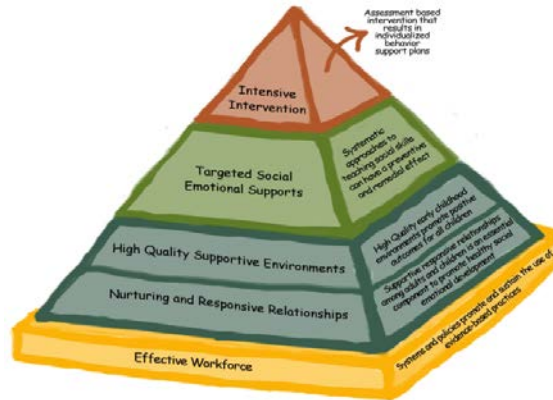 Assessment based
intervention that
results in
individualized
behavior
support plans
Intensive
Intervention
Targeted Social
Emotional Supports
Systematic
approaches to
teaching social skills
can have a preventive
and remedial effect
High Quality Supportive Environments
High Quality early childhood
environments promote positive
outcomes for all children
Nurturing and Responsive Relationships
Supportive responsive relationships
among adults and children is an essential
component to promote healthy social
emotional development
Effective Workforce
Systems and policies promote and sustain the use of
evidence-based practices